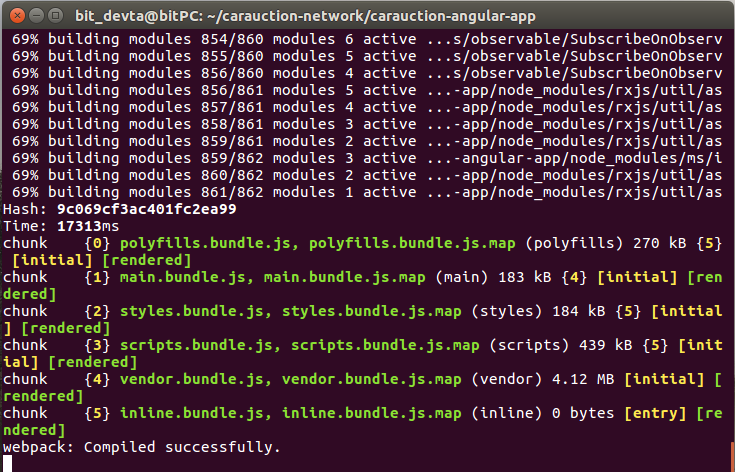 bit_devta@bitPC: ~/carauction-network/carauction-angular-app
69% building modules 854/860 modules 6 active ...s/observable/SubscribeOnObserv
69% building modules 855/860 modules 5 active ...s/observable/SubscribeOnObserv
69% building modules 856/860 modules 4 active ...s/observable/SubscribeOnObserv
69% building modules 856/861 modules 5 active ...-app/node_modules/rxjs/util/as
69% building modules 857/861 modules 4 active ...-app/node_modules/rxjs/util/as
69% building modules 858/861 modules 3 active ...-app/node_modules/rxjs/util/as
69% building modules 859/861 modules 2 active ...-app/node_modules/rxjs/util/as
69% building modules 859/862 modules 3 active ...-angular-app/node_modules/ms/i
69% building modules 860/862 modules 2 active ...-app/node_modules/rxjs/util/as
69% building modules 861/862 modules 1 active ...-app/node_modules/rxjs/util/as
Hash: 9c069cf3ac401fc2ea99
Time: 17313ms
chunk    {0} polyfills.bundle.js, polyfills.bundle.js.map (polyfills) 270 kB {5}
[initial] [rendered]
chunk    {1} main.bundle.js, main.bundle.js.map (main) 183 kB {4} [initial] [ren
dered]
chunk    {2} styles.bundle.js, styles.bundle.js.map (styles) 184 kB {5} [initial
] [rendered]
chunk    {3} scripts.bundle.js, scripts.bundle.js.map (scripts) 439 kB {5} [init
ial] [rendered]
chunk    {4} vendor.bundle.js, vendor.bundle.js.map (vendor) 4.12 MB [initial] [
rendered]
chunk    {5} inline.bundle.js, inline.bundle.js.map (inline) 0 bytes [entry] [re
ndered]
webpack: Compiled successfully.